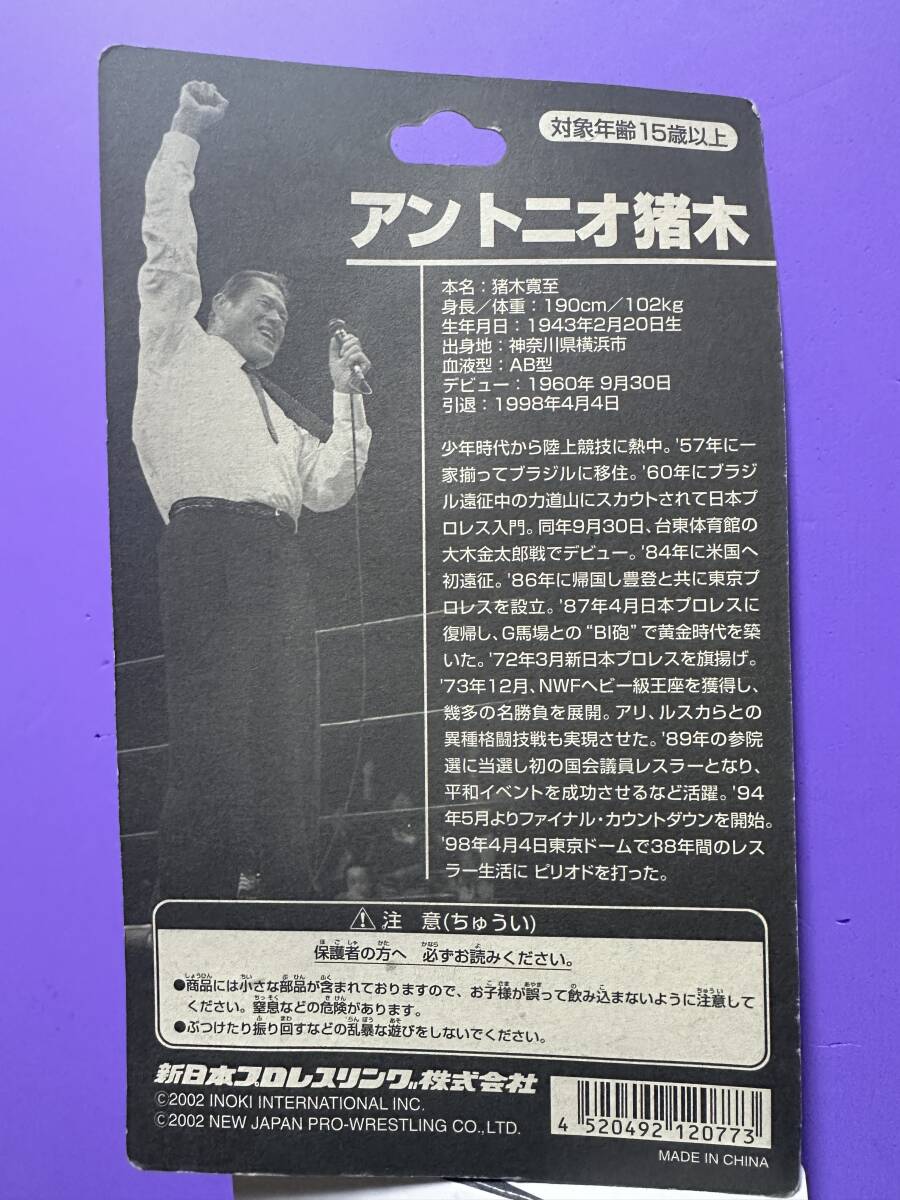 対象年齢15歳以上
アントニオ猪木
本名：猪木寛至
身長／体重：190cm／102kg
生年月日：1943年2月20日生
出身地：神奈川県横浜市
血液型：AB型
デビュー：1960年 9月30日
引退：1998年4月4日
少年時代から陸上競技に熱中。'57年に一
家揃ってブラジルに移住。'60年にブラジ
ル遠征中の力道山にスカウトされて日本プ
ロレス入門。同年9月30日、台東体育館の
大木金太郎戦でデビュー。'84年に米国へ
初遠征。'86年に帰国し豊登と共に東京プ
ロレスを設立。'87年4月日本プロレスに
復帰し、G馬場との“BI砲”で黄金時代を築
いた。'72年3月新日本プロレスを旗揚げ。
'73年12月、NWFヘビー級王座を獲得し、
幾多の名勝負を展開。アリ、ルスカらとの
異種格闘技戦も実現させた。'89年の参院
選に当選し初の国会議員レスラーとなり、
平和イベントを成功させるなど活躍。'94
年5月よりファイナル・カウントダウンを開始。
'98年4月4日東京ドームで38年間のレス
ラー生活に ピリオドを打った。
⚠注 意(ちゅうい)
保護者の方へ 必ずお読みください。
●商品には小さな部品が含まれておりますので、お子様が誤って飲み込まないように注意して
ください。窒息などの危険があります。
●ぶつけたり振り回すなどの乱暴な遊びをしないでください。
新日本プロレスリング株式会社
©2002 INOKI INTERNATIONAL INC.
©2002 NEW JAPAN PRO-WRESTLING CO.,LTD.
4 520492 120773
MADE IN CHINA